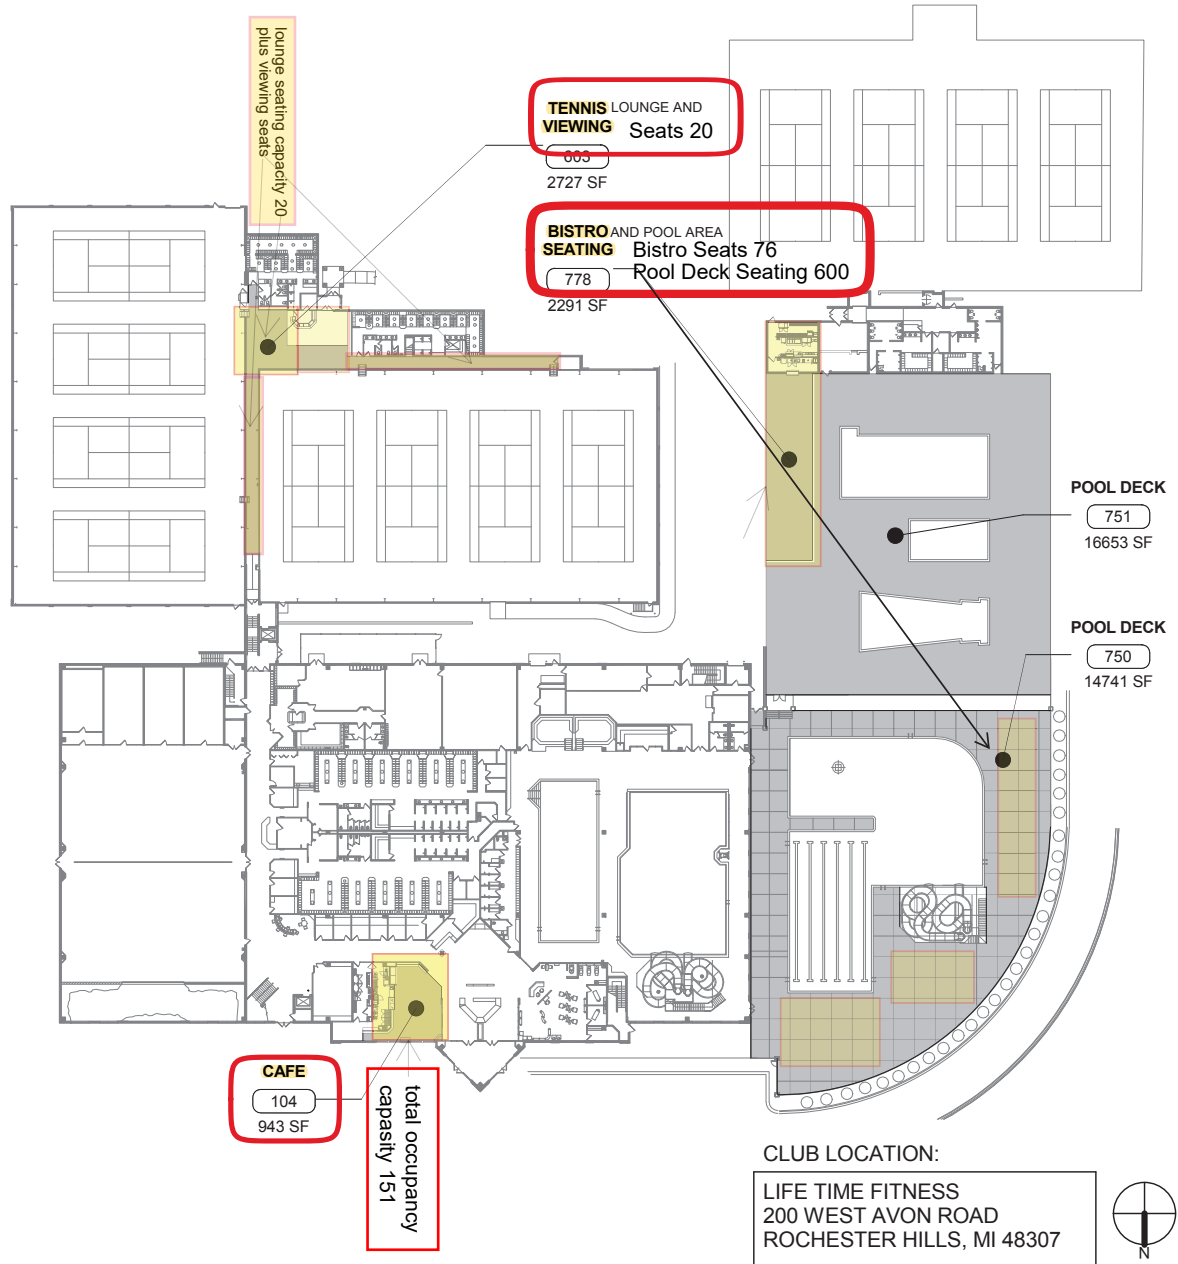 lounge seating capacity 20
plus viewing seats
TENNIS LOUNGE AND
VIEWING Seats 20
603
2727 SF
BISTRO AND POOL AREA
SEATING Bistro Seats 76
778 Pool Deck Seating 600
2291 SF
POOL DECK
751
16653 SF
POOL DECK
750
14741 SF
CAFE
104
943 SF
total occupancy
capasity 151
CLUB LOCATION:
LIFE TIME FITNESS
200 WEST AVON ROAD
ROCHESTER HILLS, MI 48307
N